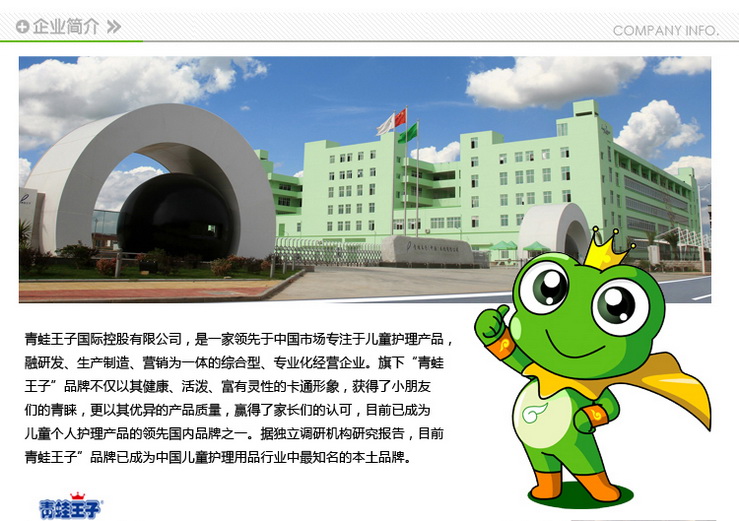 企业简介
COMPANY INFO.
青蛙王子国际控股有限公司，是一家领先于中国市场专注于儿童护理产品，
融研发、生产制造、营销为一体的综合型、专业化经营企业。旗下“青蛙
王子”品牌不仅以其健康、活泼、富有灵性的卡通形象，获得了小朋友
们的青睐，更以其优异的产品质量，赢得了家长们的认可，目前已成为
儿童个人护理产品的领先国内品牌之一。据独立调研机构研究报告，目前
青蛙王子”品牌已成为中国儿童护理用品行业中最知名的本土品牌。
青蛙王子